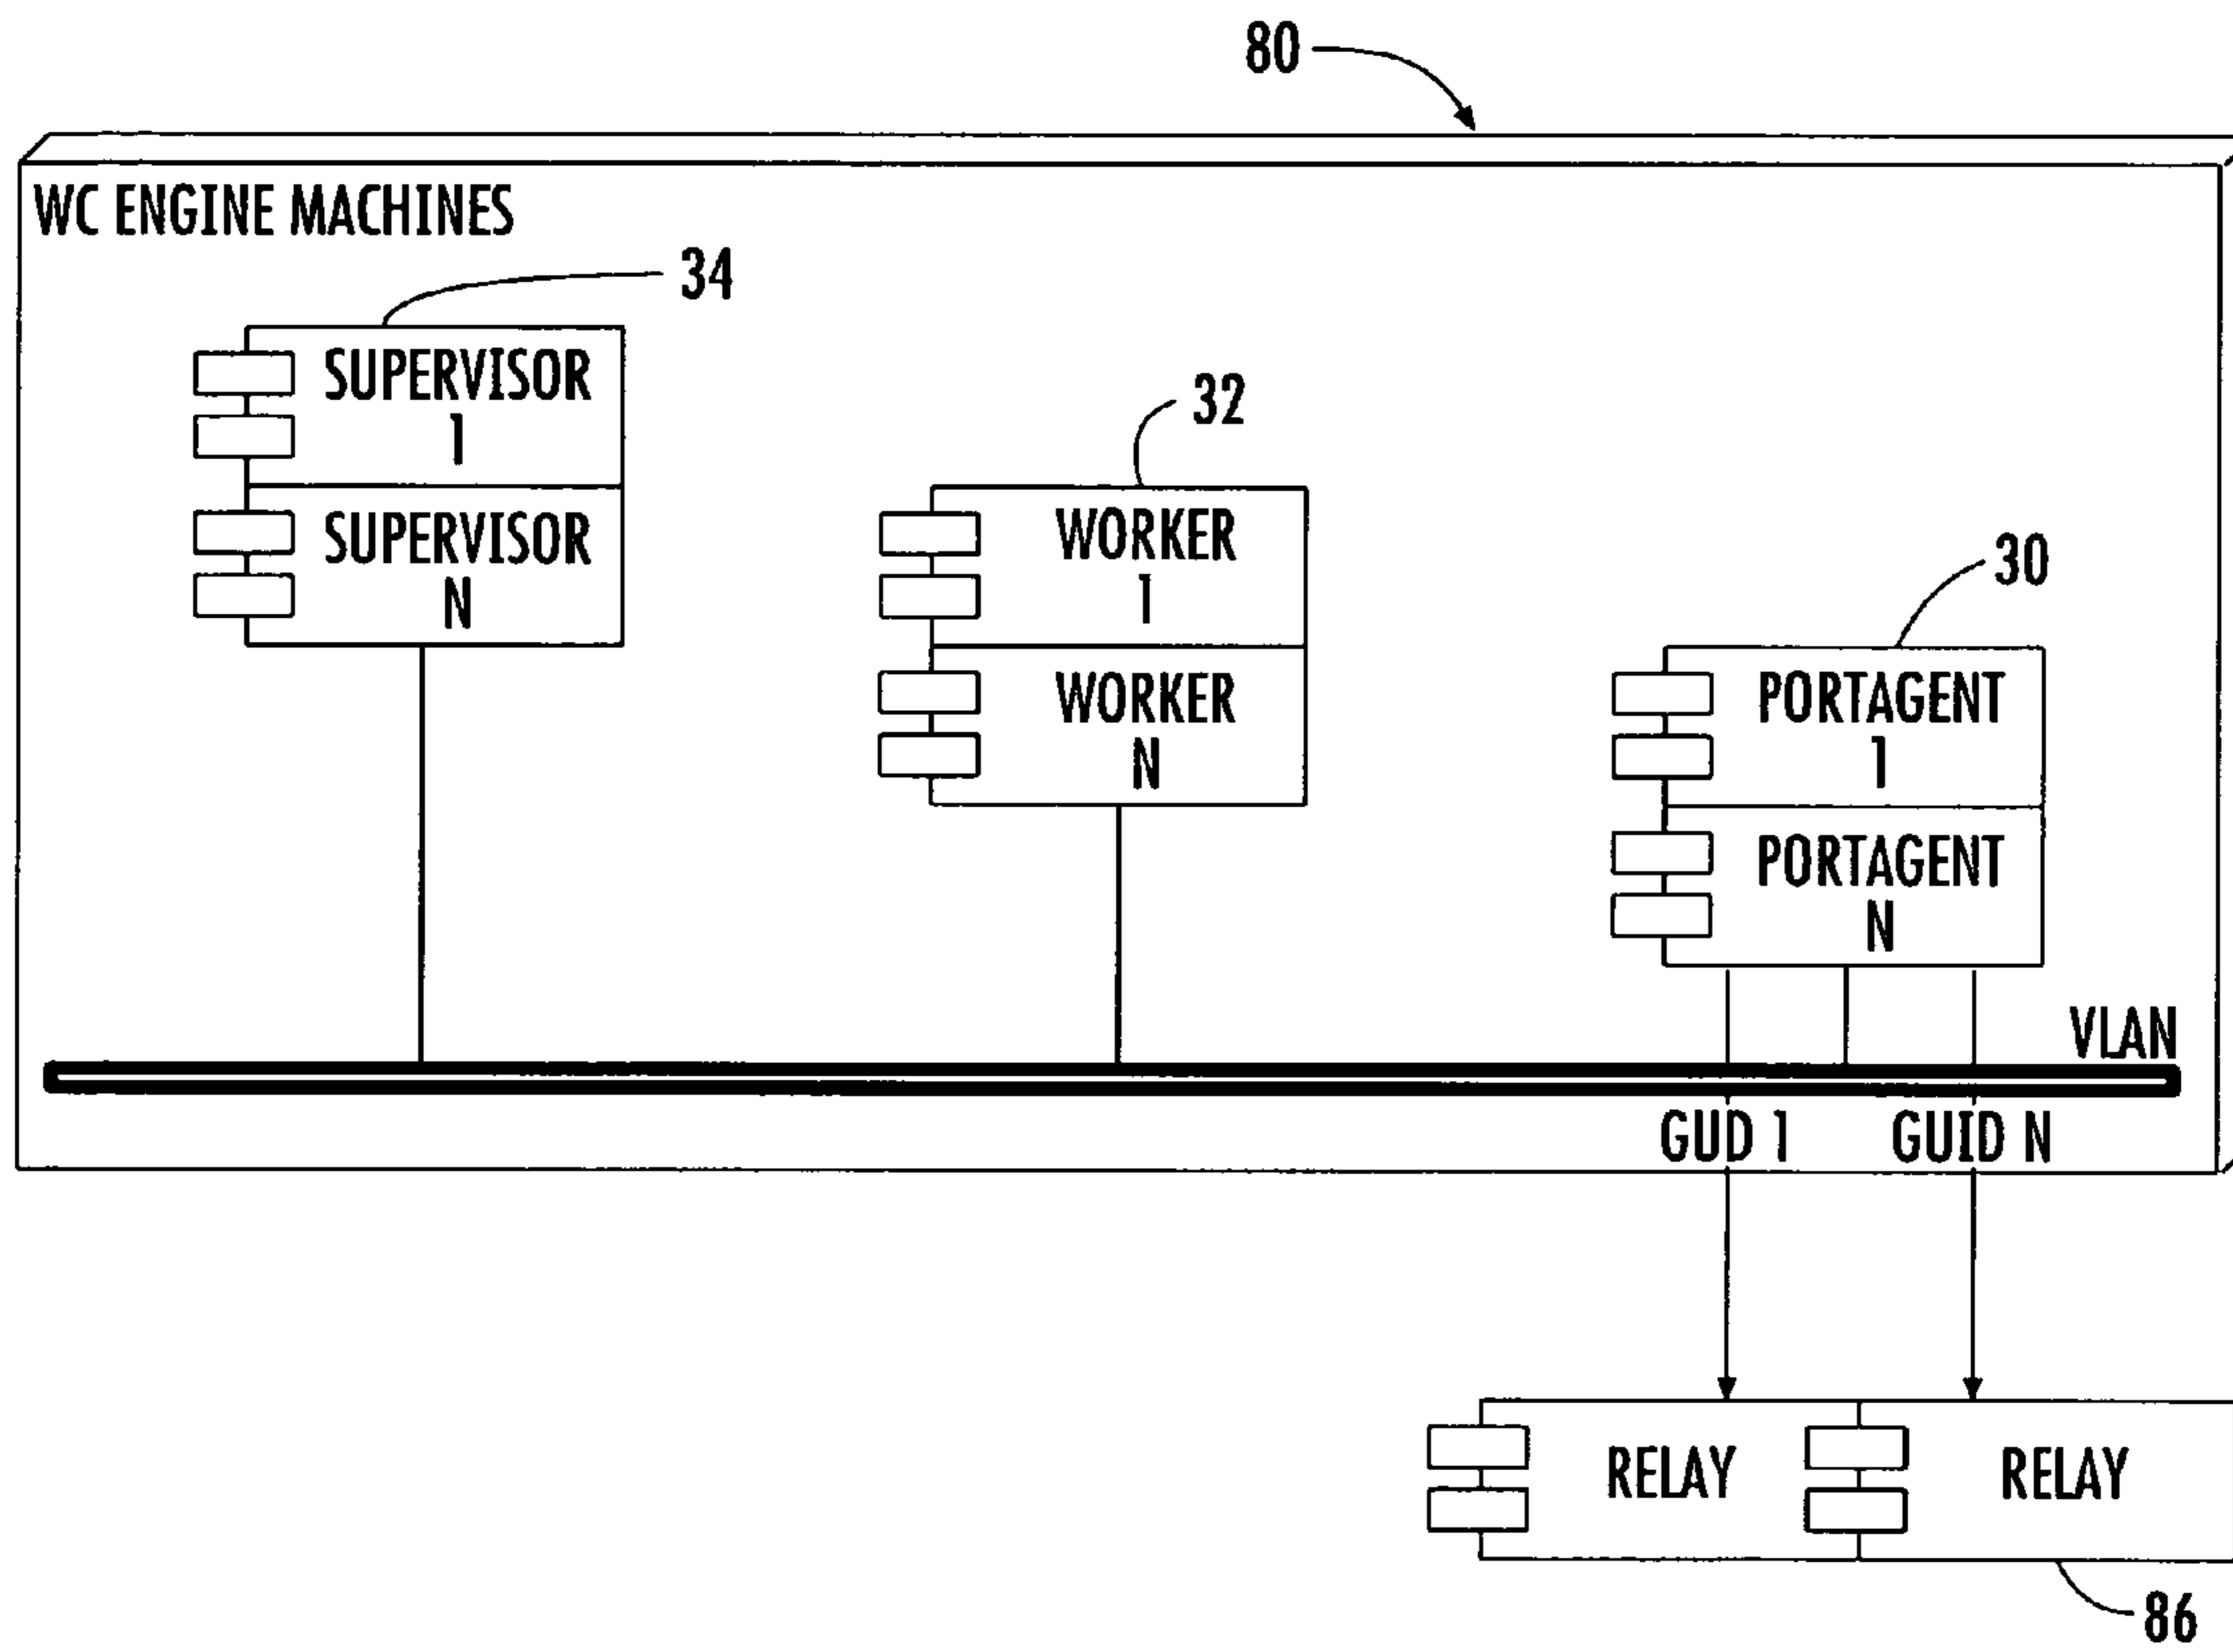 80
WC ENGINE MACHINES
34
SUPERVISOR
1
SUPERVISOR
N
32
WORKER
1
WORKER
N
30
PORTAGENT
1
PORTAGENT
N
VLAN
GUD 1
GUID N
RELAY
RELAY
86